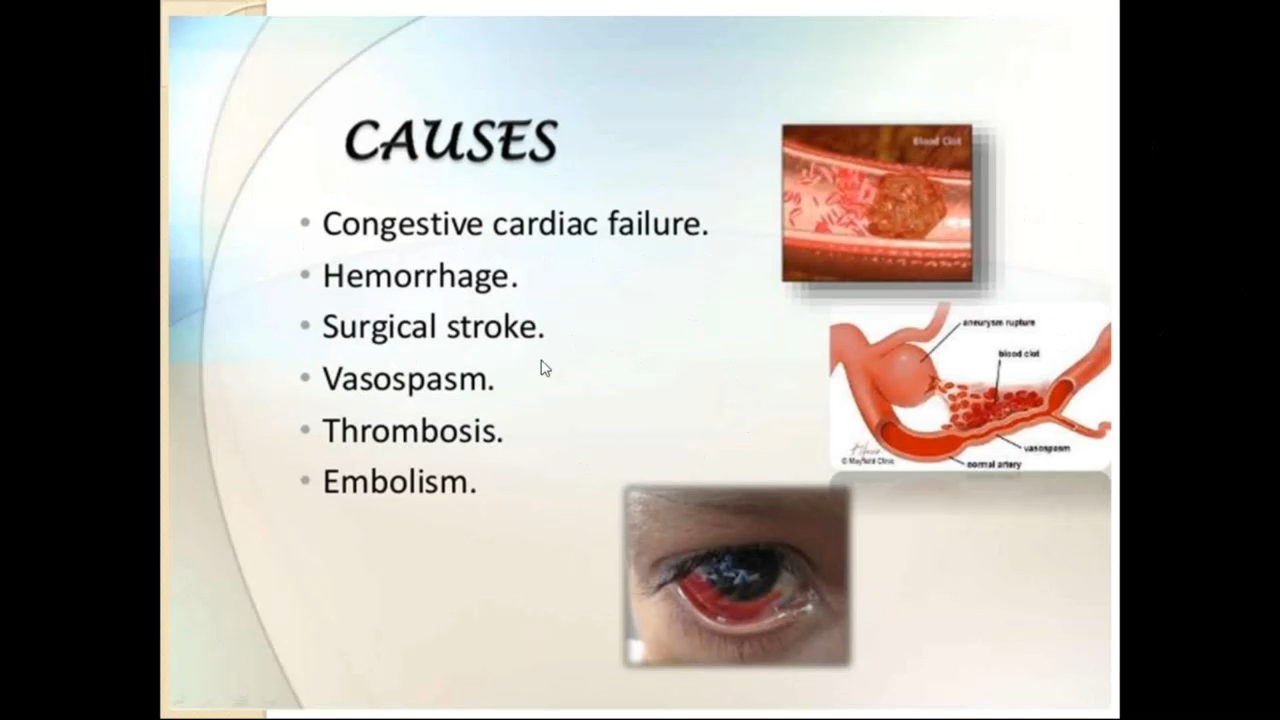 CAUSES
• Congestive cardiac failure.
• Hemorrhage.
• Surgical stroke.
• Vasospasm.
• Thrombosis.
• Embolism.
Blood Clot
aneurysm rupture
blood clot
vasospasm
normal artery
© Mayfield Clinic